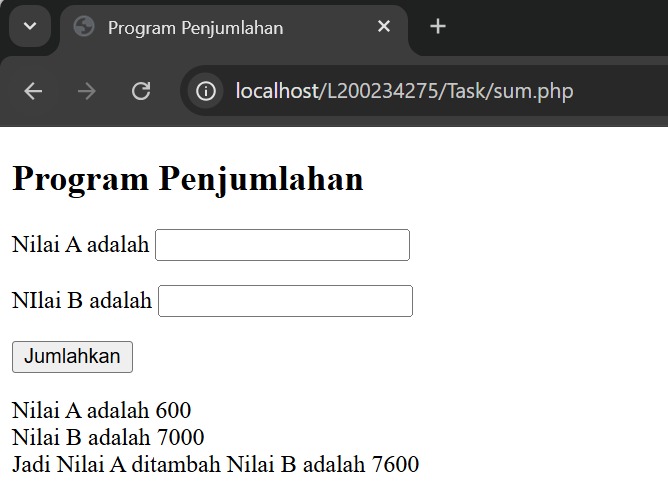 Program Penjumlahan
localhost/L200234275/Task/sum.php
Program Penjumlahan
Nilai A adalah
NIlai B adalah
Jumlahkan
Nilai A adalah 600
Nilai B adalah 7000
Jadi Nilai A ditambah Nilai B adalah 7600